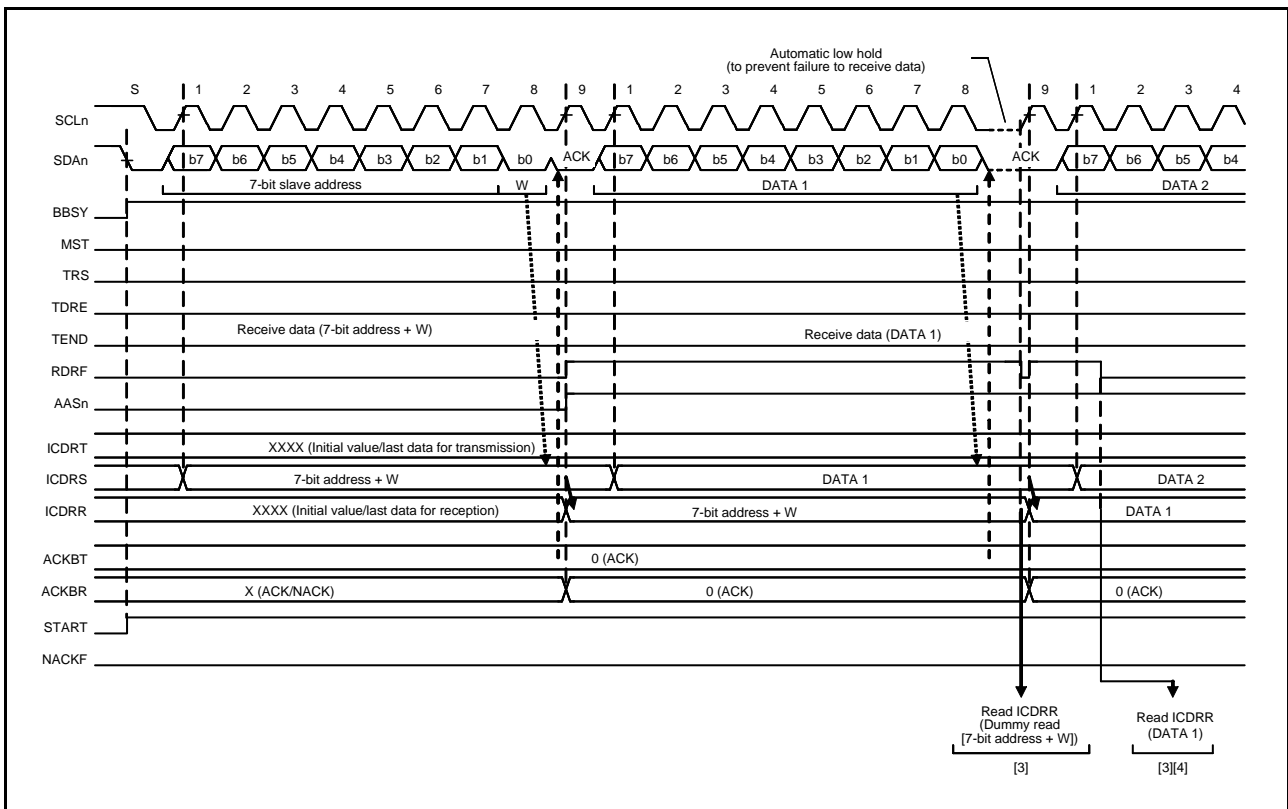 Automatic low hold
(to prevent failure to receive data)
S 1 2 3 4 5 6 7 8 9 1 2 3 4 5 6 7 8 9 1 2 3 4
SCLn
SDAn b7 b6 b5 b4 b3 b2 b1 b0 ACK b7 b6 b5 b4 b3 b2 b1 b0 ACK b7 b6 b5 b4
7-bit slave address W DATA 1 DATA 2
BBSY
MST
TRS
TDRE
Receive data (7-bit address + W) Receive data (DATA 1)
TEND
RDRF
AASn
ICDRT XXXX (Initial value/last data for transmission)
ICDRS 7-bit address + W DATA 1 DATA 2
ICDRR XXXX (Initial value/last data for reception) 7-bit address + W DATA 1
ACKBT 0 (ACK)
ACKBR X (ACK/NACK) 0 (ACK) 0 (ACK)
START
NACKF
Read ICDRR
(Dummy read
[7-bit address + W])
[3]
Read ICDRR
(DATA 1)
[3][4]